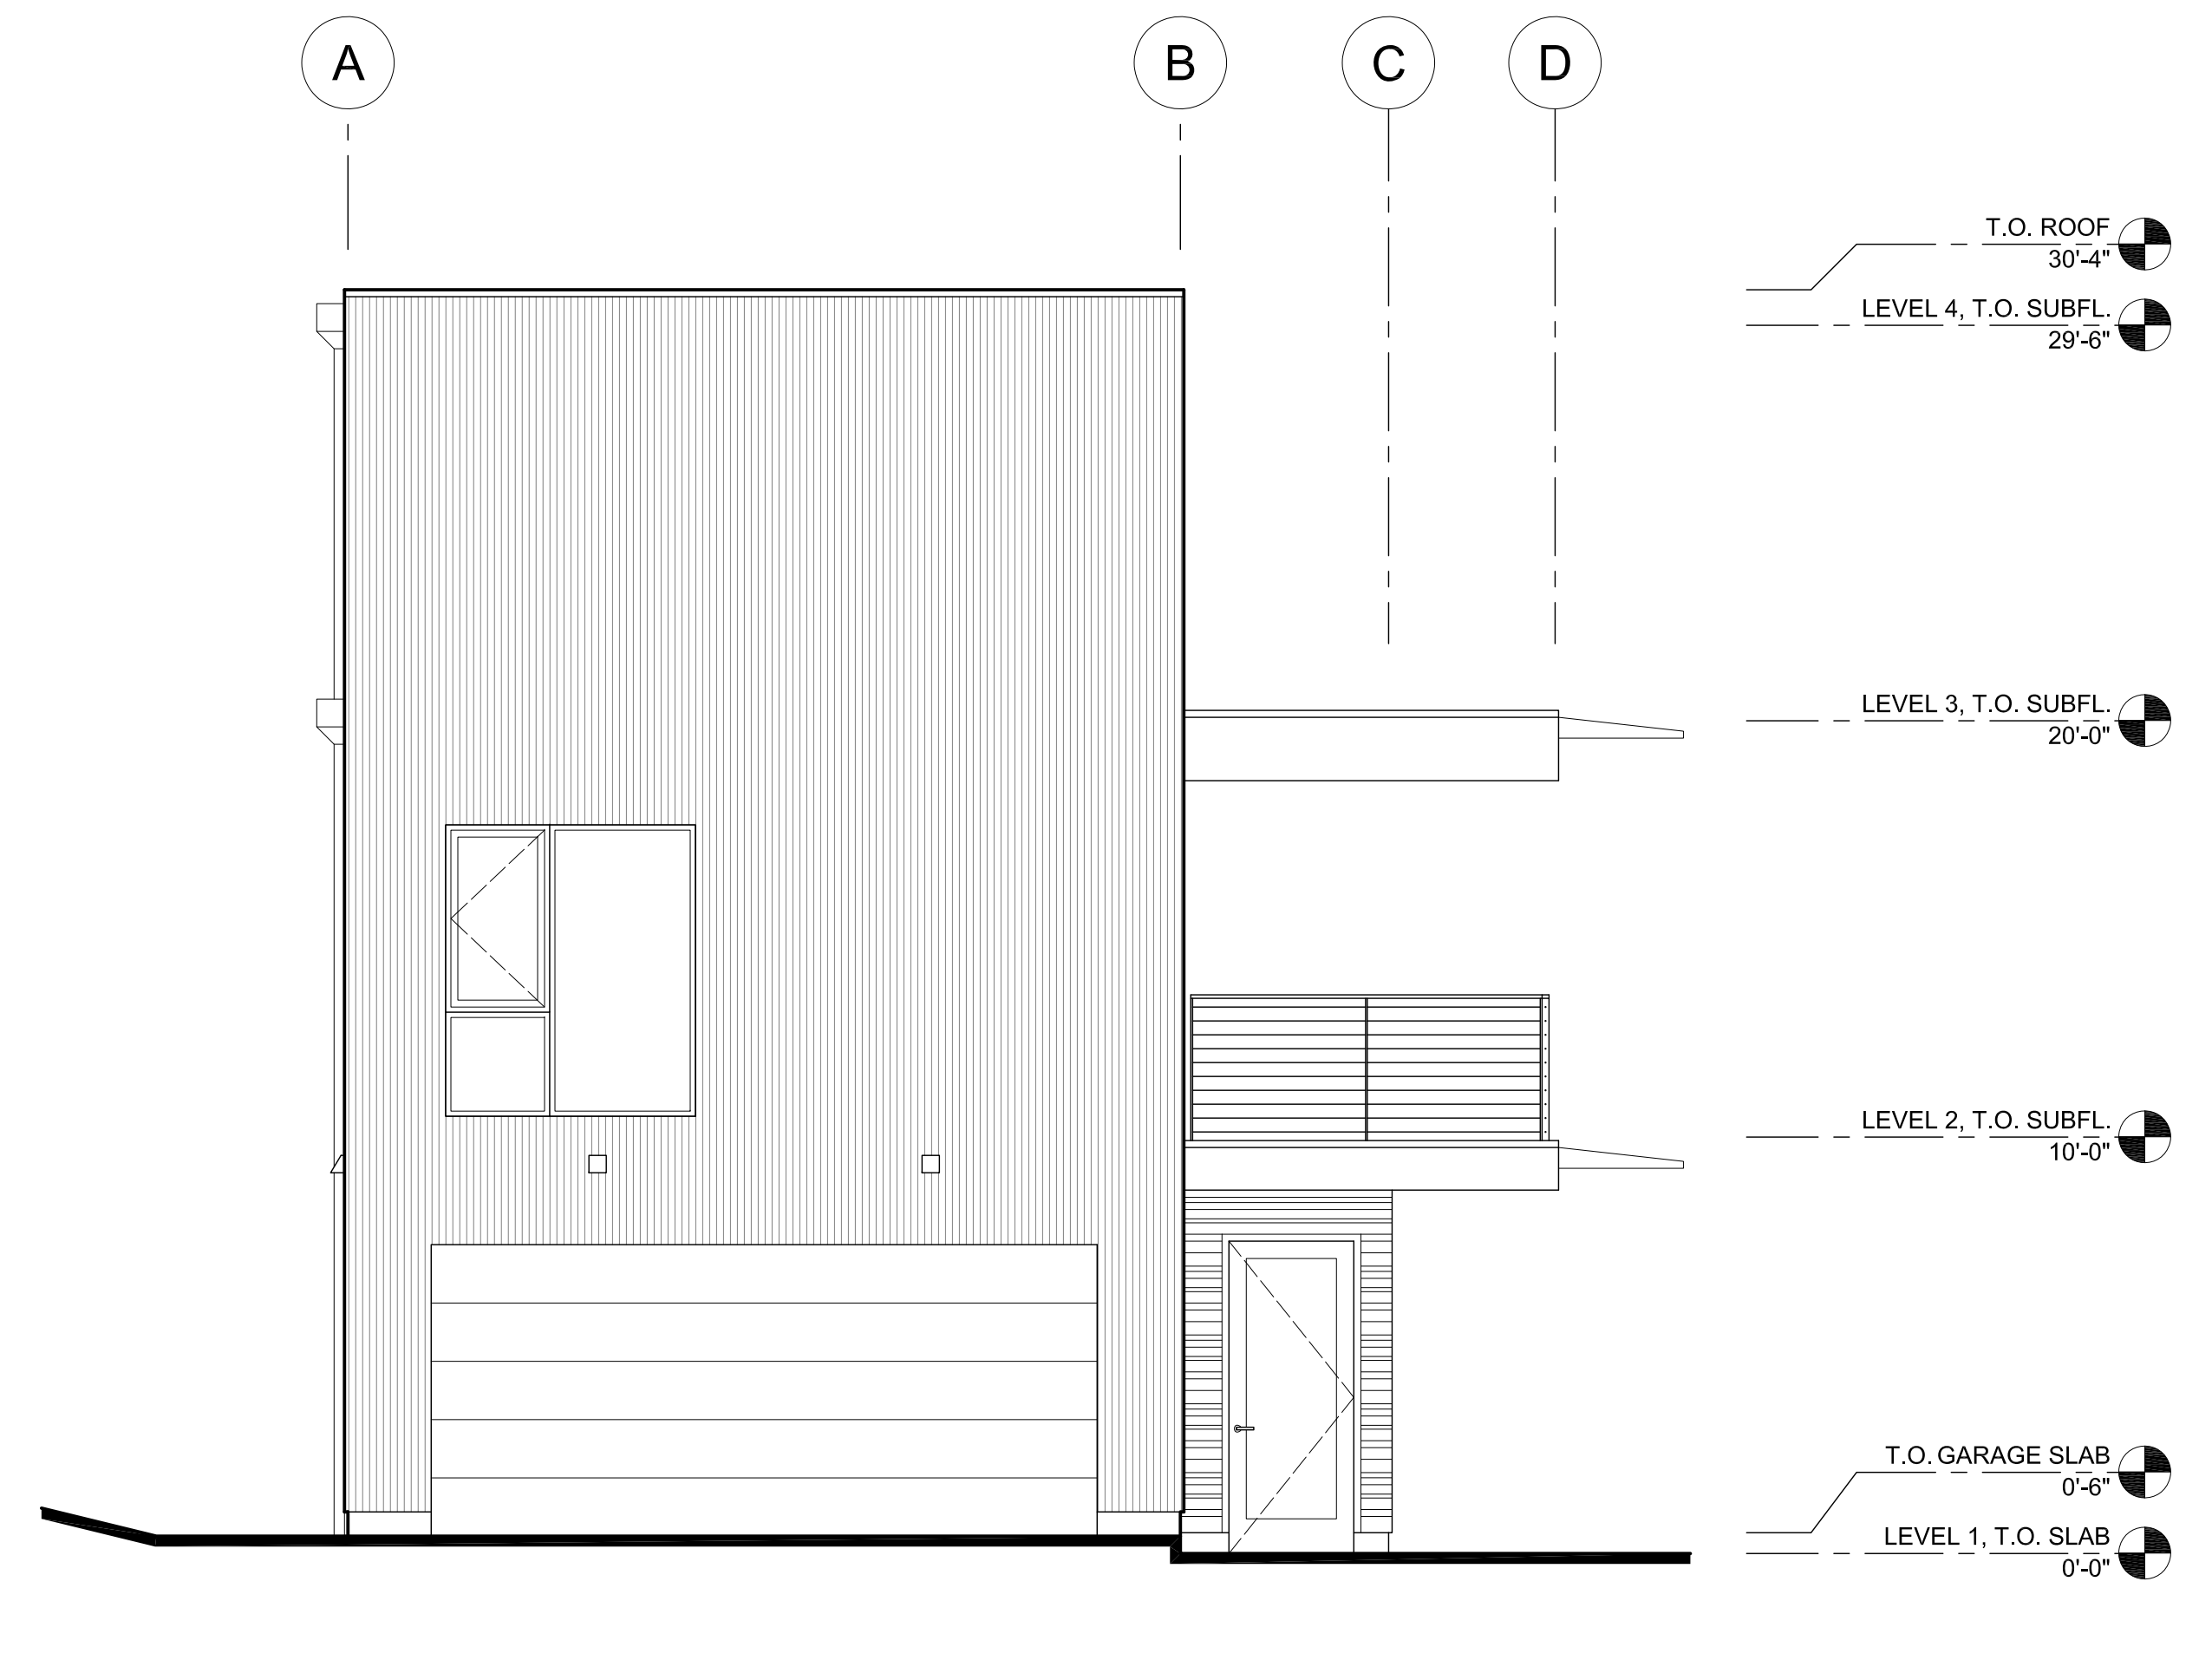 A
B
C
D
T.O. ROOF
30'-4"
LEVEL 4, T.O. SUBFL.
29'-6"
LEVEL 3, T.O. SUBFL.
20'-0"
LEVEL 2, T.O. SUBFL.
10'-0"
T.O. GARAGE SLAB
0'-6"
LEVEL 1, T.O. SLAB
0'-0"